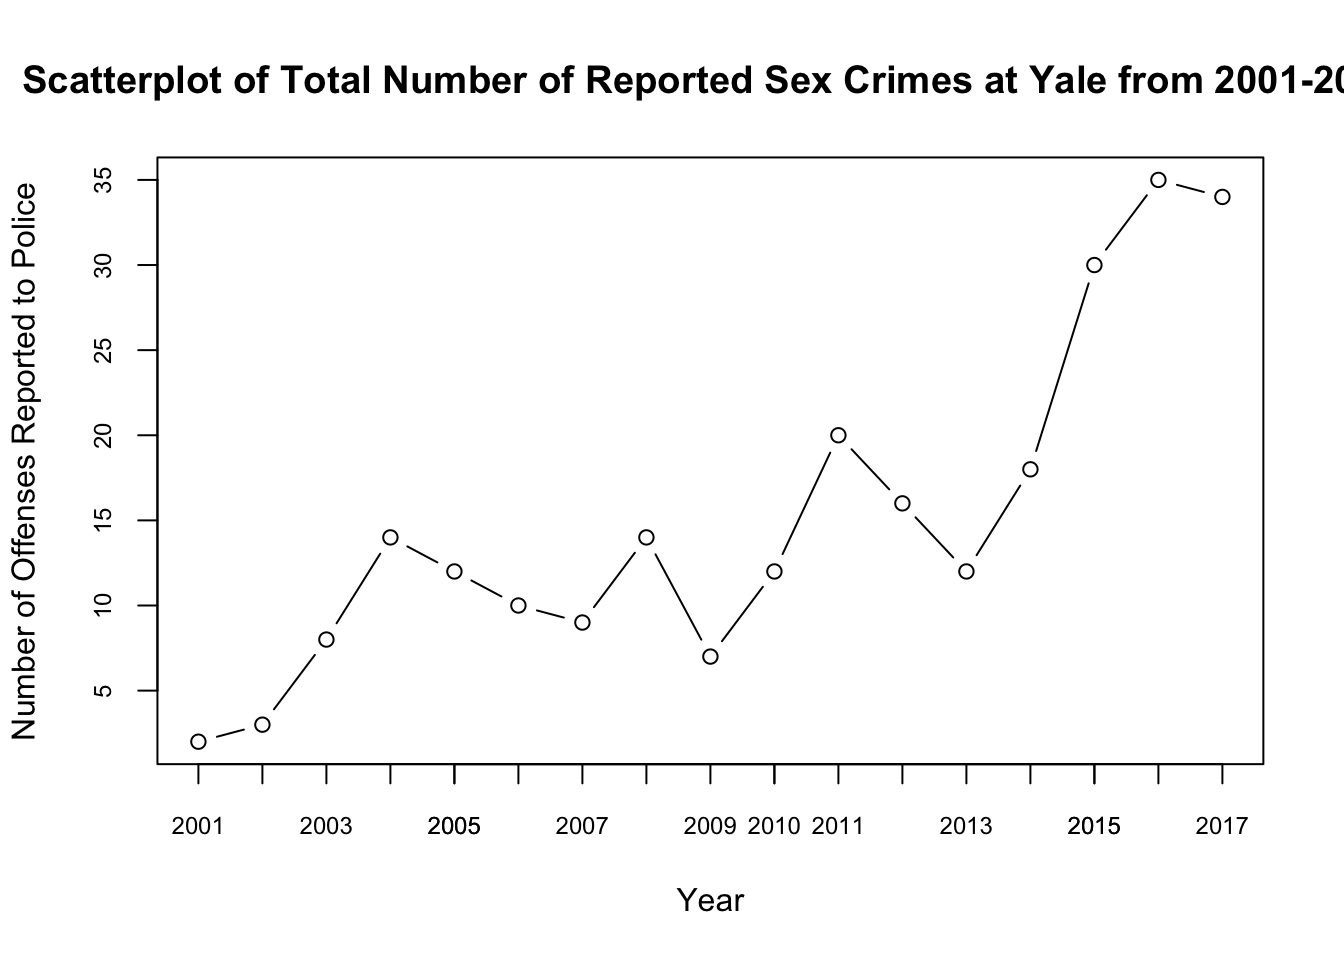 Scatterplot of Total Number of Reported Sex Crimes at Yale from 2001-20
Number of Offenses Reported to Police
35
30
25
20
15
10
5
2001 2003 2005 2007 2009 2010 2011 2013 2015 2017
Year